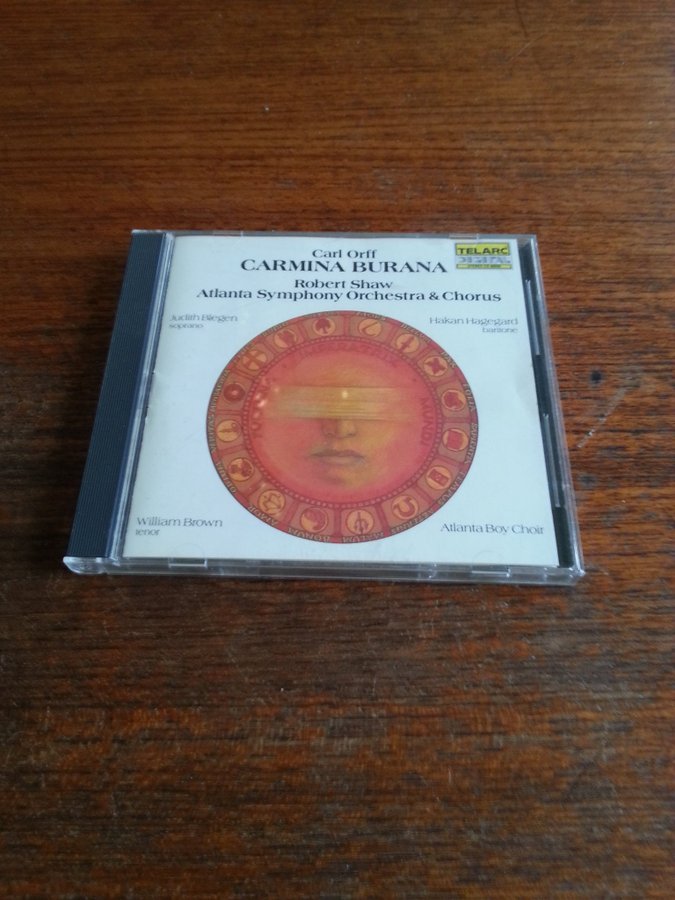 Carl Orff
CARMINA BURANA
Robert Shaw
Atlanta Symphony Orchestra & Chorus
TELARC
DIGITAL
Judith Blegen
soprano
Hakan Hagegard
baritone
William Brown
tenor
Atlanta Boy Choir